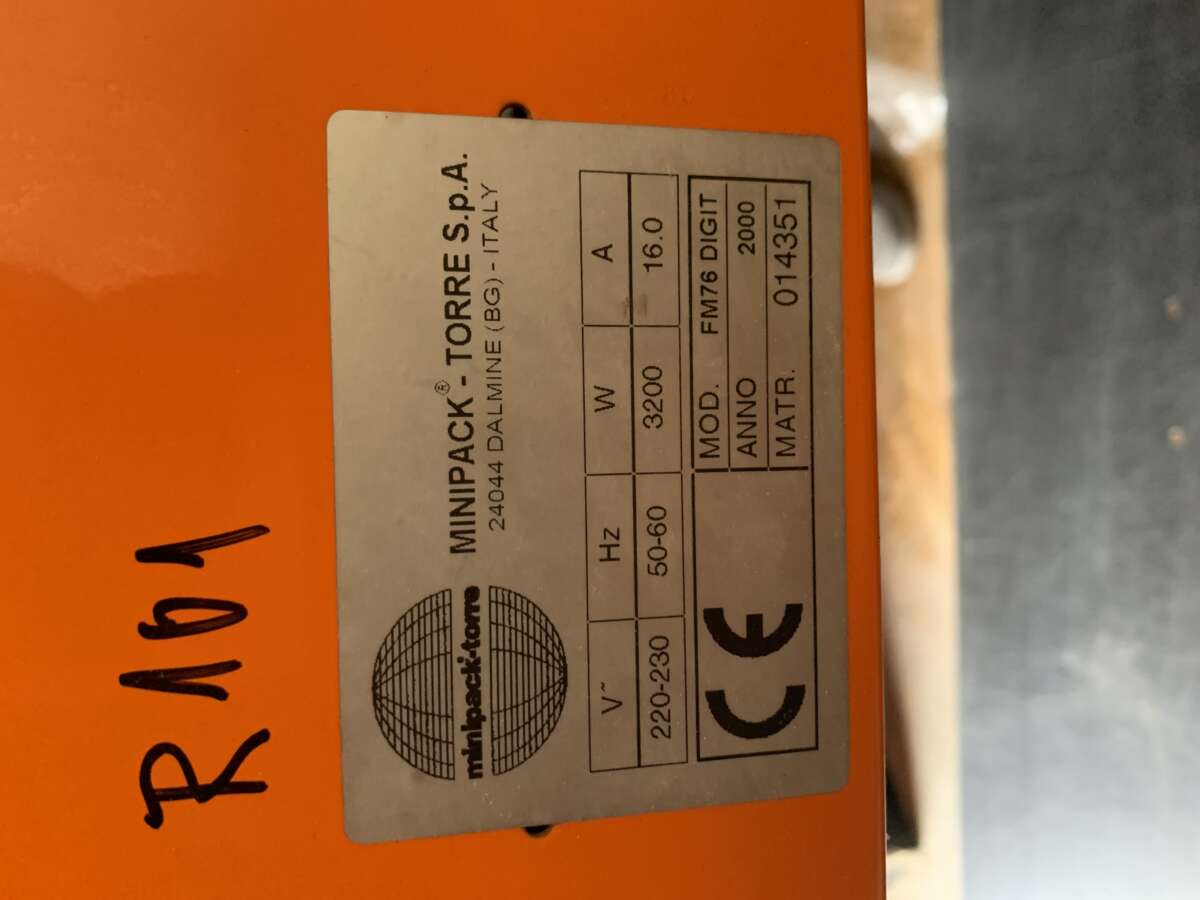 R101
minipack-torre
MINIPACK® - TORRE S.p.A.
24044 DALMINE (BG) - ITALY
V~ Hz W A
220-230 50-60 3200 16.0
CE
MOD. FM76 DIGIT
ANNO 2000
MATR. 014351